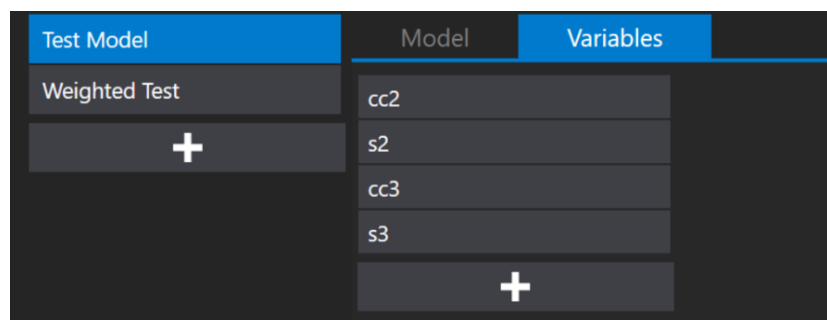 Test Model
Weighted Test
Model Variables
cc2
s2
cc3
s3